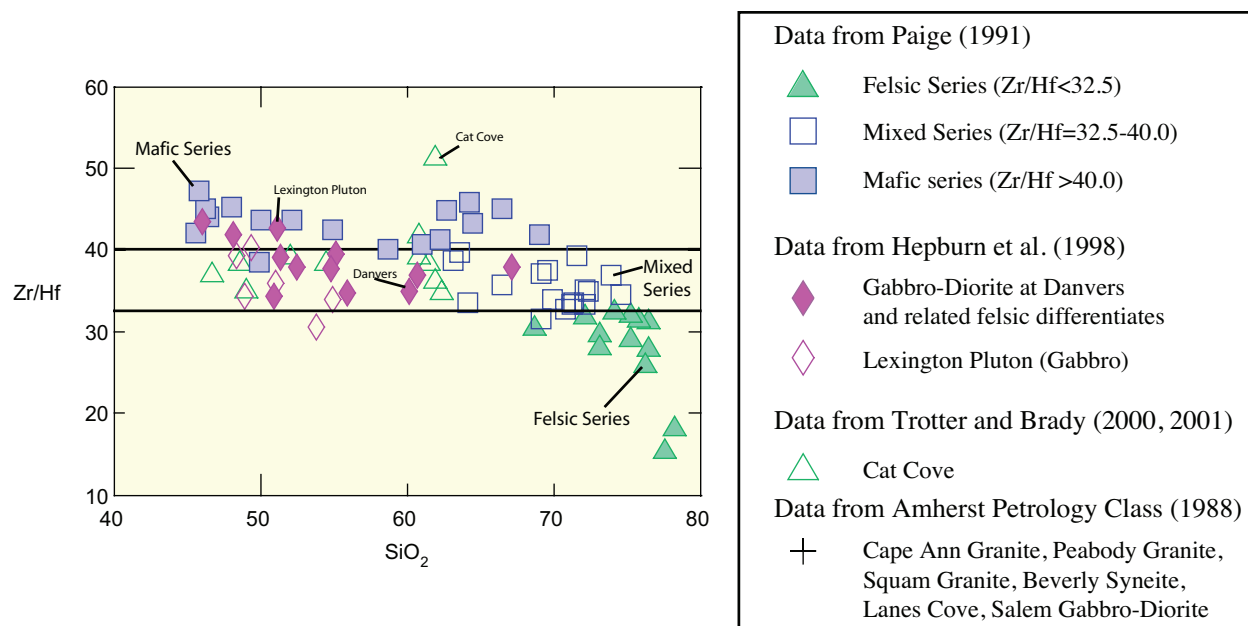 60
50
40
Zr/Hf
30
20
10
40
50
60
70
80
SiO2
Mafic Series
Cat Cove
Lexington Pluton
Danvers
Mixed
Series
Felsic Series
Data from Paige (1991)
Felsic Series (Zr/Hf<32.5)
Mixed Series (Zr/Hf=32.5-40.0)
Mafic series (Zr/Hf >40.0)
Data from Hepburn et al. (1998)
Gabbro-Diorite at Danvers
and related felsic differentiates
Lexington Pluton (Gabbro)
Data from Trotter and Brady (2000, 2001)
Cat Cove
Data from Amherst Petrology Class (1988)
Cape Ann Granite, Peabody Granite,
Squam Granite, Beverly Syneite,
Lanes Cove, Salem Gabbro-Diorite